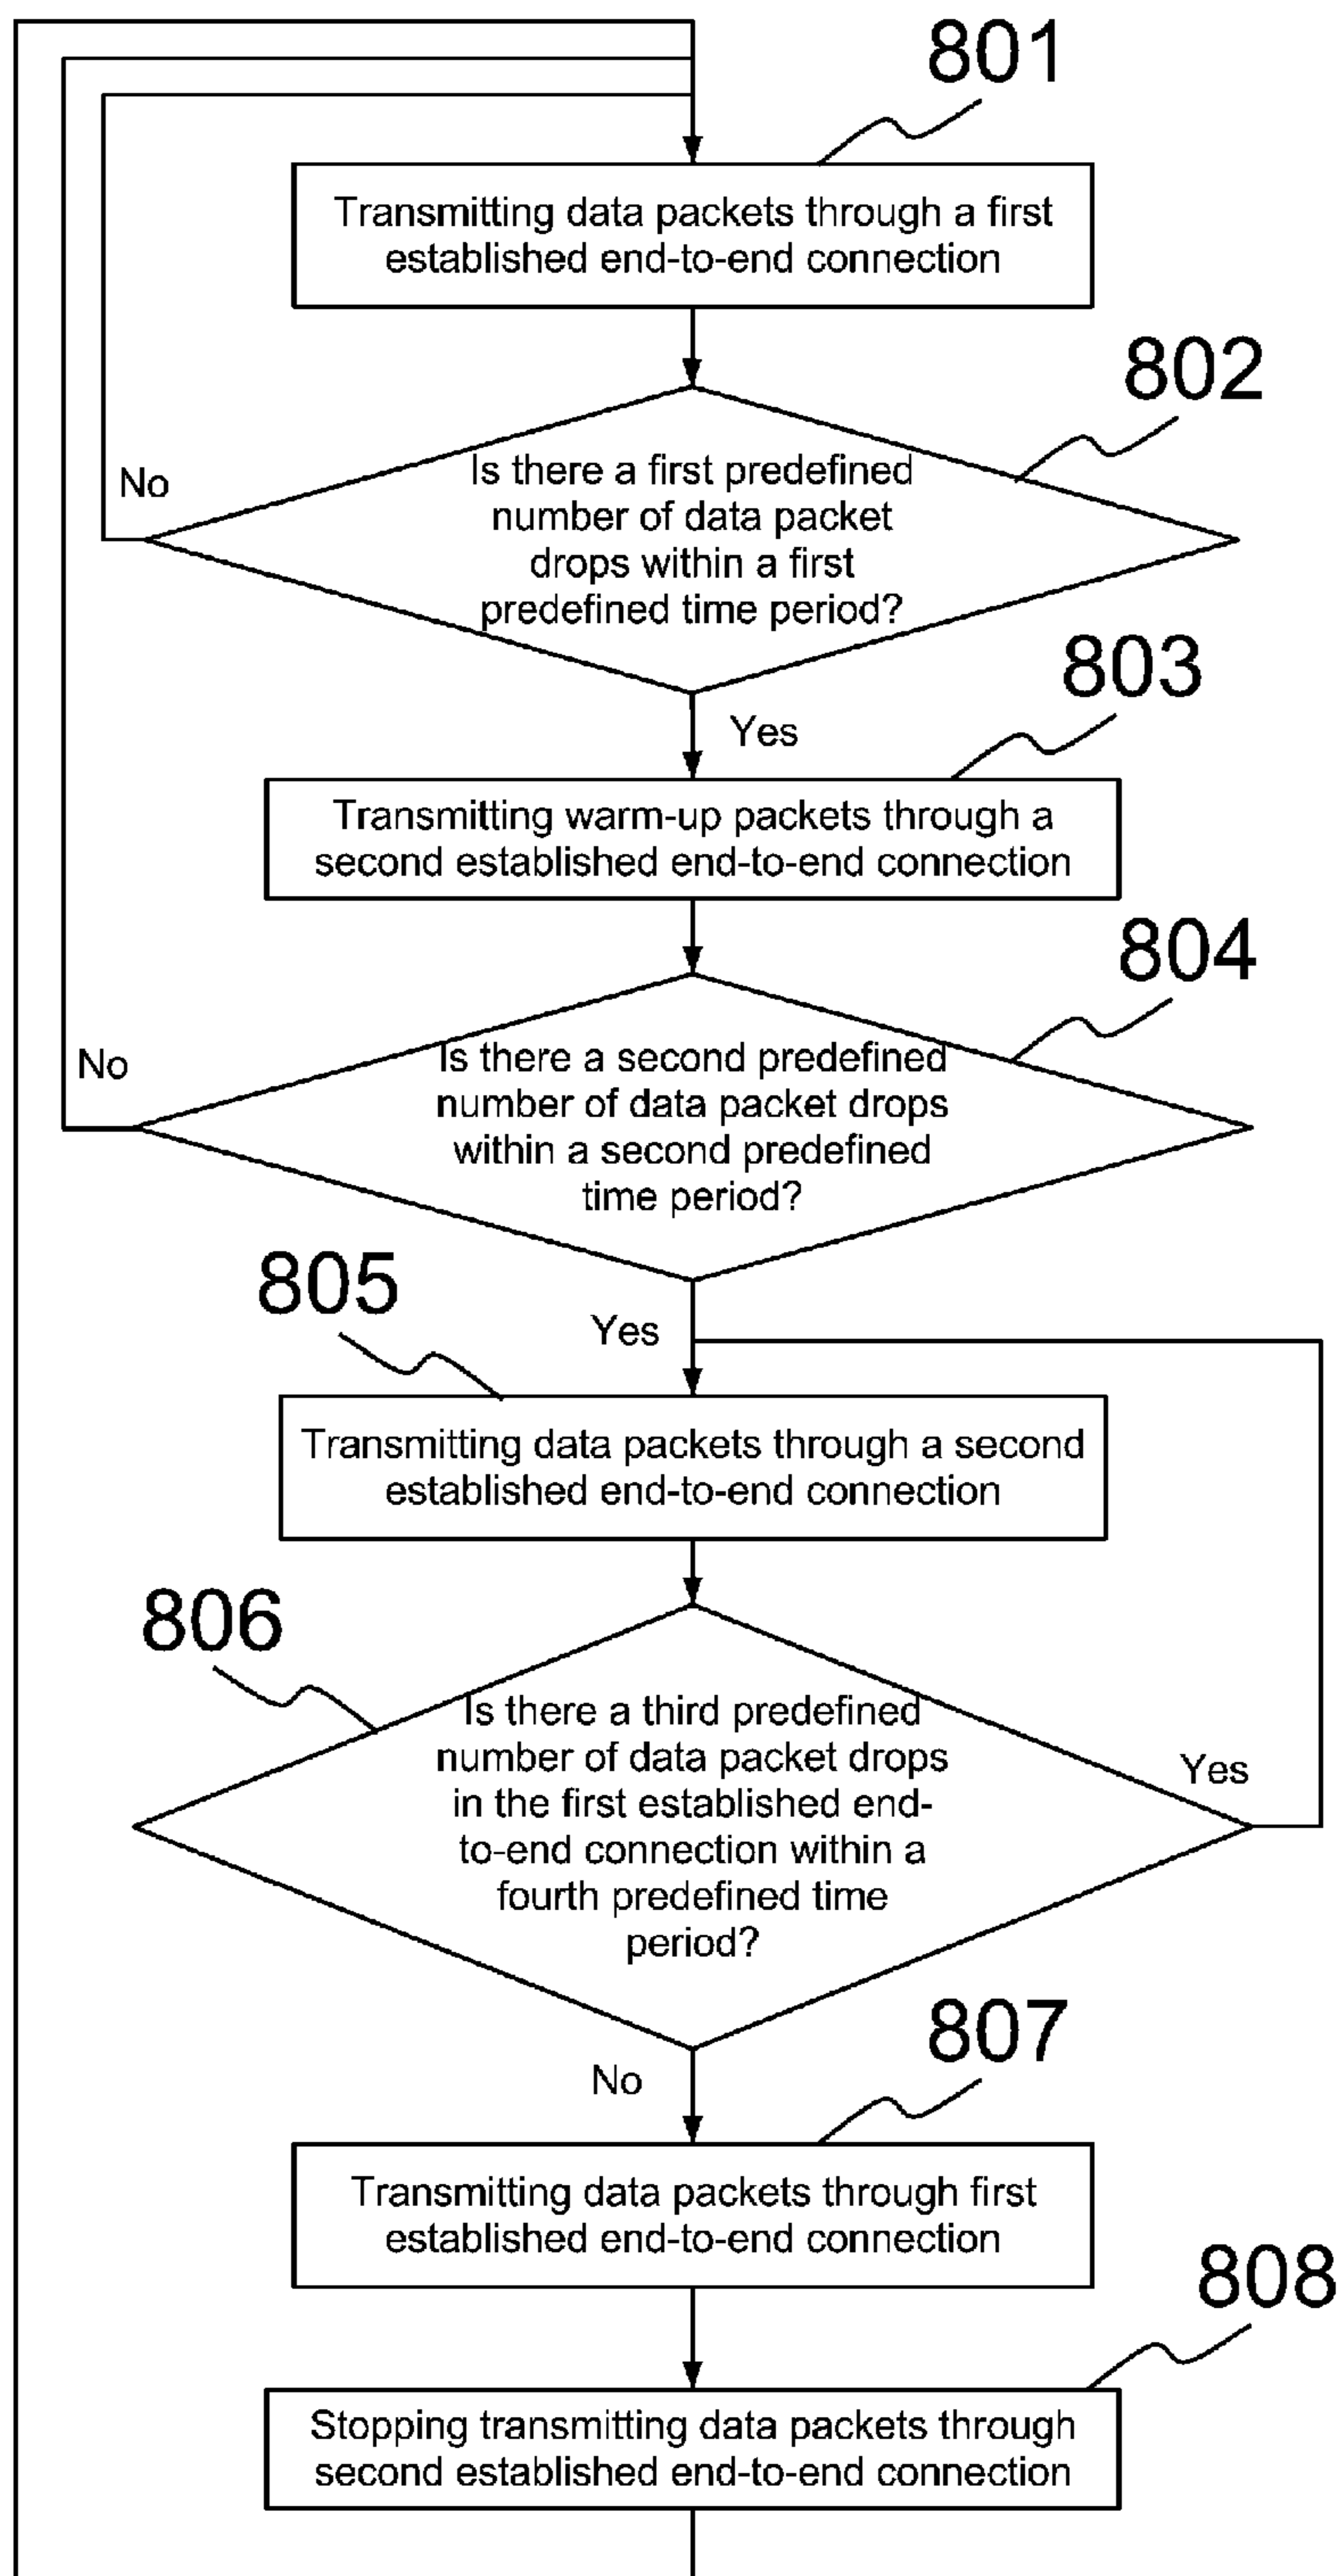 801
Transmitting data packets through a first
established end-to-end connection
802
Is there a first predefined
number of data packet
drops within a first
predefined time period?
No
Yes
803
Transmitting warm-up packets through a
second established end-to-end connection
804
Is there a second predefined
number of data packet drops
within a second predefined
time period?
No
Yes
805
Transmitting data packets through a second
established end-to-end connection
806
Is there a third predefined
number of data packet drops
in the first established end-
to-end connection within a
fourth predefined time
period?
Yes
No
807
Transmitting data packets through first
established end-to-end connection
808
Stopping transmitting data packets through
second established end-to-end connection